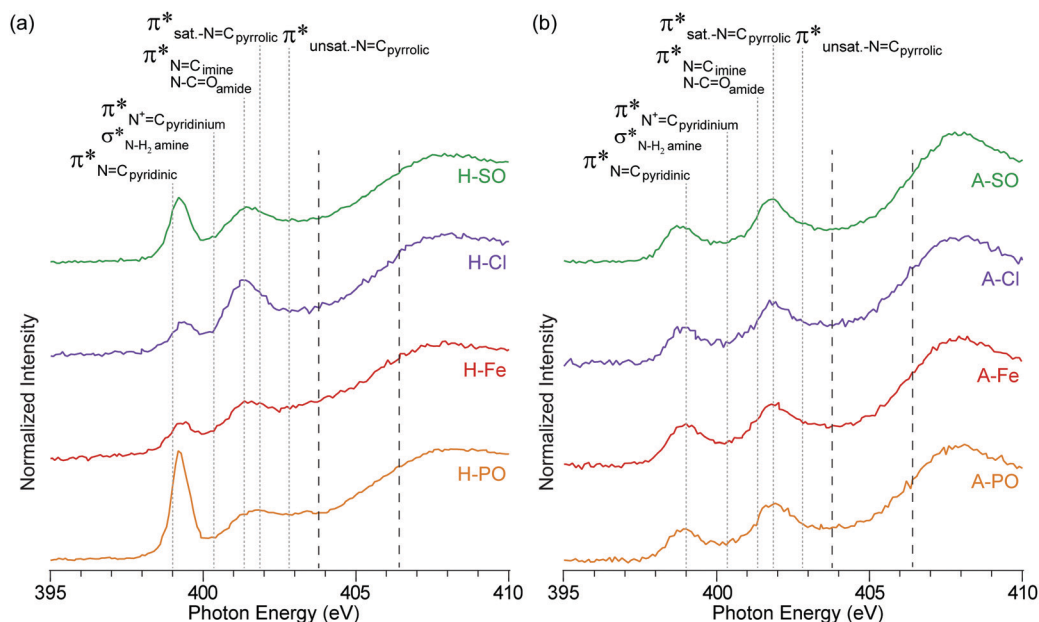 (a)
π* sat.-N=Cpyrrolic
π* unsat.-N=Cpyrrolic
π* N=Cimine
N-C=Oamide
π* N+=Cpyridinium
σ* N-H2 amine
π* N=Cpyridinic
H-SO
H-Cl
H-Fe
H-PO
Normalized Intensity
395 400 405 410
Photon Energy (eV)
(b)
π* sat.-N=Cpyrrolic
π* unsat.-N=Cpyrrolic
π* N=Cimine
N-C=Oamide
π* N+=Cpyridinium
σ* N-H2 amine
π* N=Cpyridinic
A-SO
A-Cl
A-Fe
A-PO
Normalized Intensity
395 400 405 410
Photon Energy (eV)